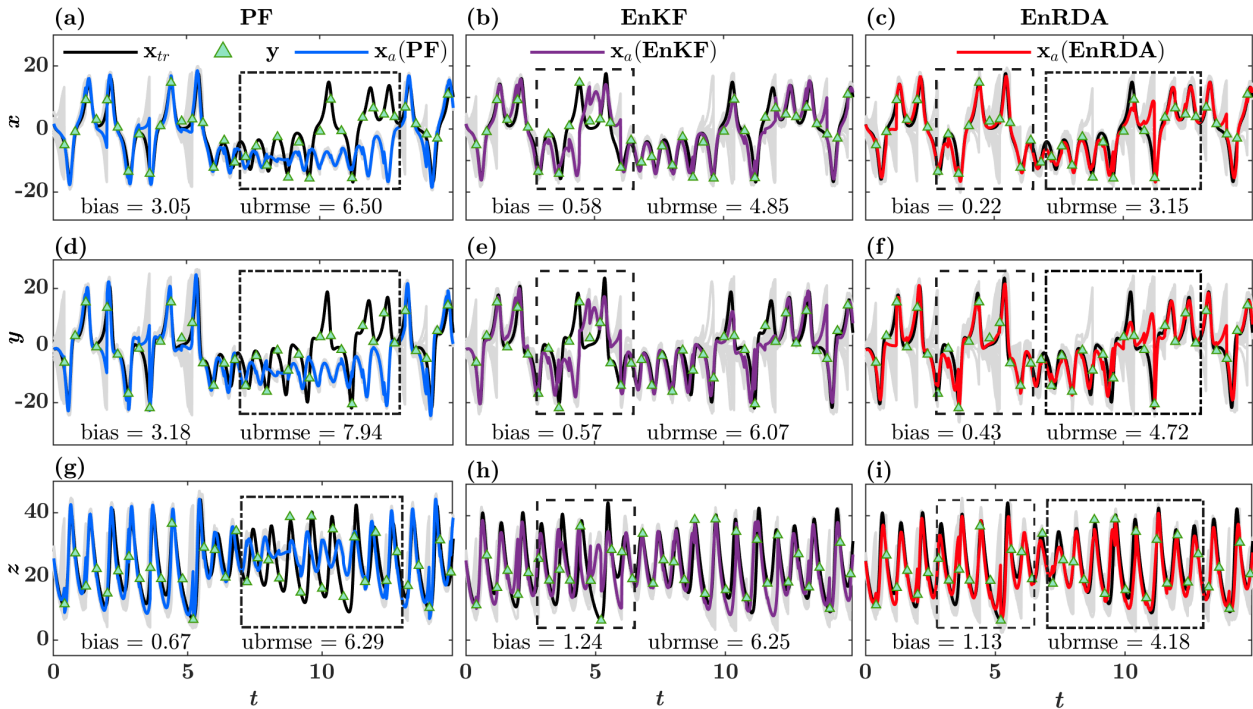 PF EnKF EnRDA
(a) (b) (c)
x_tr y x_a(PF) x_a(EnKF) x_a(EnRDA)
20
x 0
-20
bias = 3.05 ubrmse = 6.50 bias = 0.58 ubrmse = 4.85 bias = 0.22 ubrmse = 3.15
(d) (e) (f)
20
y 0
-20
bias = 3.18 ubrmse = 7.94 bias = 0.57 ubrmse = 6.07 bias = 0.43 ubrmse = 4.72
(g) (h) (i)
40
z 20
0
bias = 0.67 ubrmse = 6.29 bias = 1.24 ubrmse = 6.25 bias = 1.13 ubrmse = 4.18
0 5 10 0 5 10 0 5 10
t t t